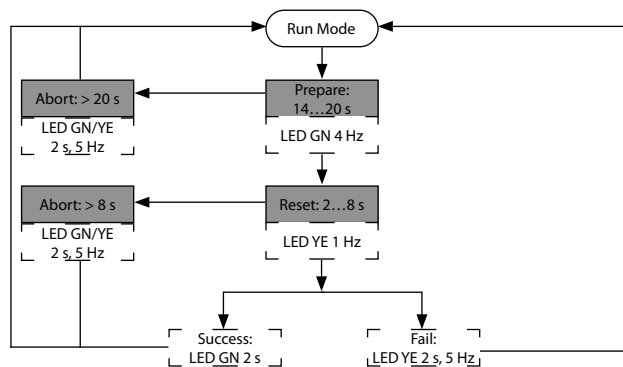 Run Mode
Abort: > 20 s
Prepare:
14…20 s
LED GN/YE
2 s, 5 Hz
LED GN 4 Hz
Abort: > 8 s
Reset: 2…8 s
LED GN/YE
2 s, 5 Hz
LED YE 1 Hz
Success:
LED GN 2 s
Fail:
LED YE 2 s, 5 Hz